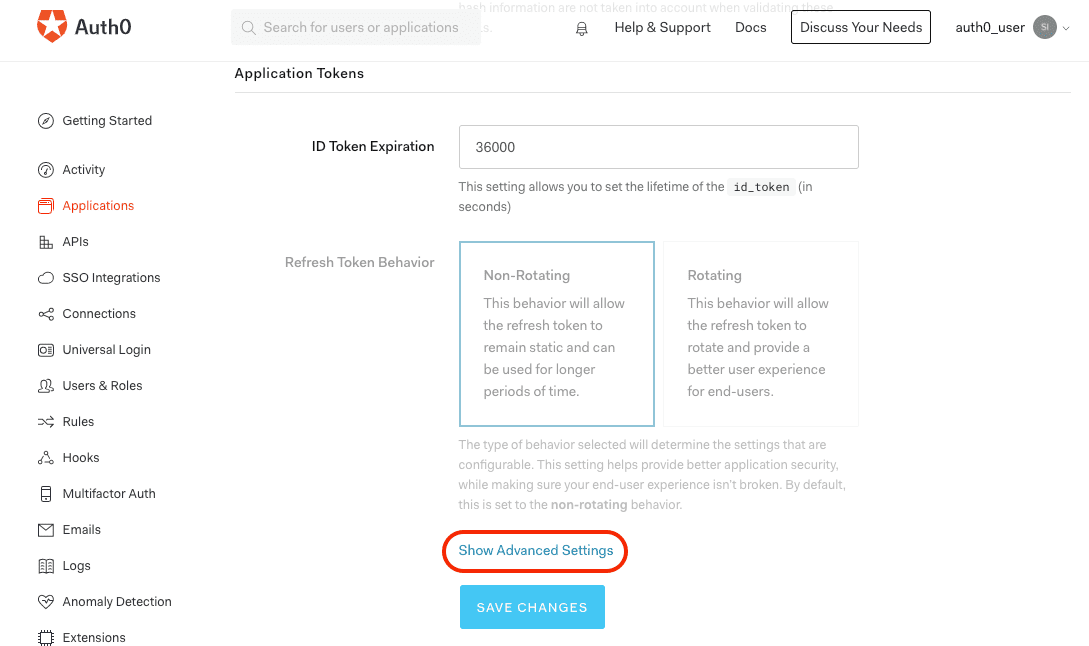 hash information are not taken into account when validating these
Auth0
Search for users or applications
Help & Support
Docs
Discuss Your Needs
auth0_user
SI
Application Tokens
Getting Started
Activity
Applications
APIs
SSO Integrations
Connections
Universal Login
Users & Roles
Rules
Hooks
Multifactor Auth
Emails
Logs
Anomaly Detection
Extensions
ID Token Expiration
36000
This setting allows you to set the lifetime of the id_token (in
seconds)
Refresh Token Behavior
Non-Rotating
This behavior will allow
the refresh token to
remain static and can
be used for longer
periods of time.
Rotating
This behavior will allow
the refresh token to
rotate and provide a
better user experience
for end-users.
The type of behavior selected will determine the settings that are
configurable. This setting helps provide better application security,
while making sure your end-user experience isn't broken. By default,
this is set to the non-rotating behavior.
Show Advanced Settings
SAVE CHANGES